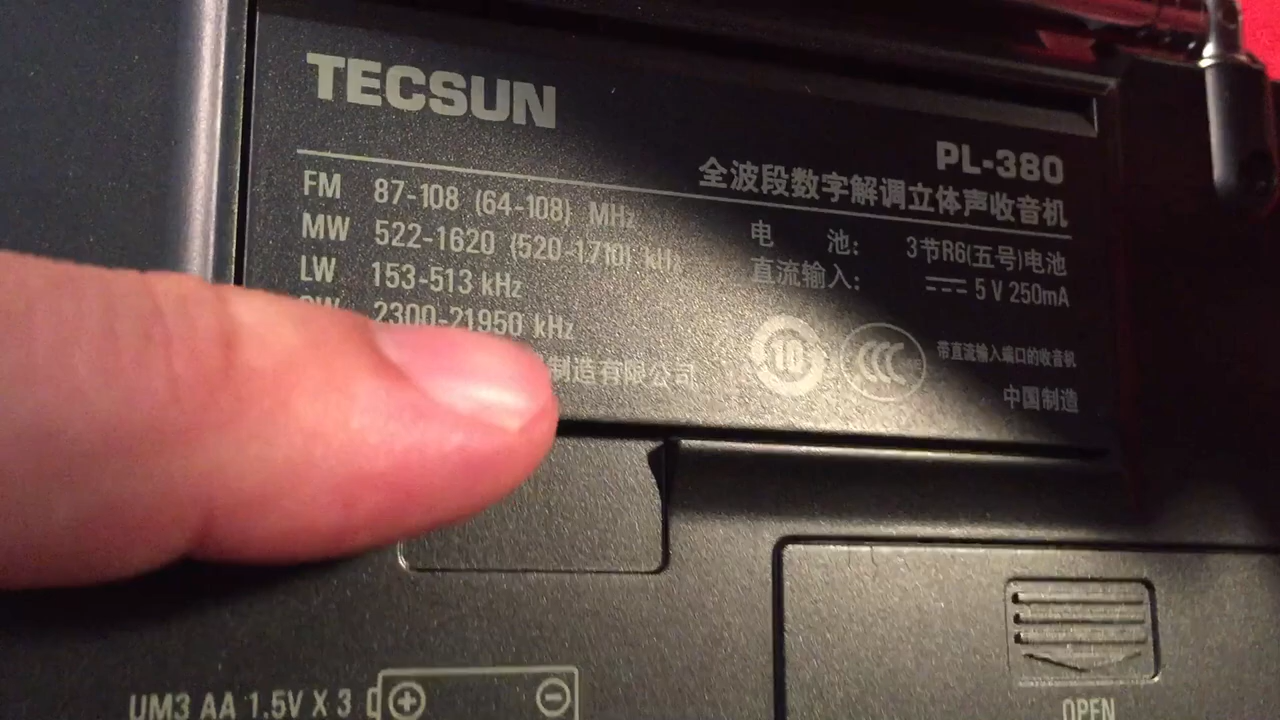 TECSUN
PL-380
全波段数字解调立体声收音机
FM 87-108 (64-108) MHz
MW 522-1620 (520-1710) kHz
LW 153-513 kHz
SW 2300-21950 kHz
制造有限公司
电 池: 3节R6(五号)电池
直流输入: 5 V 250mA
10
CCC
带直流输入端口的收音机
中国制造
UM3 AA 1.5V X 3
OPEN